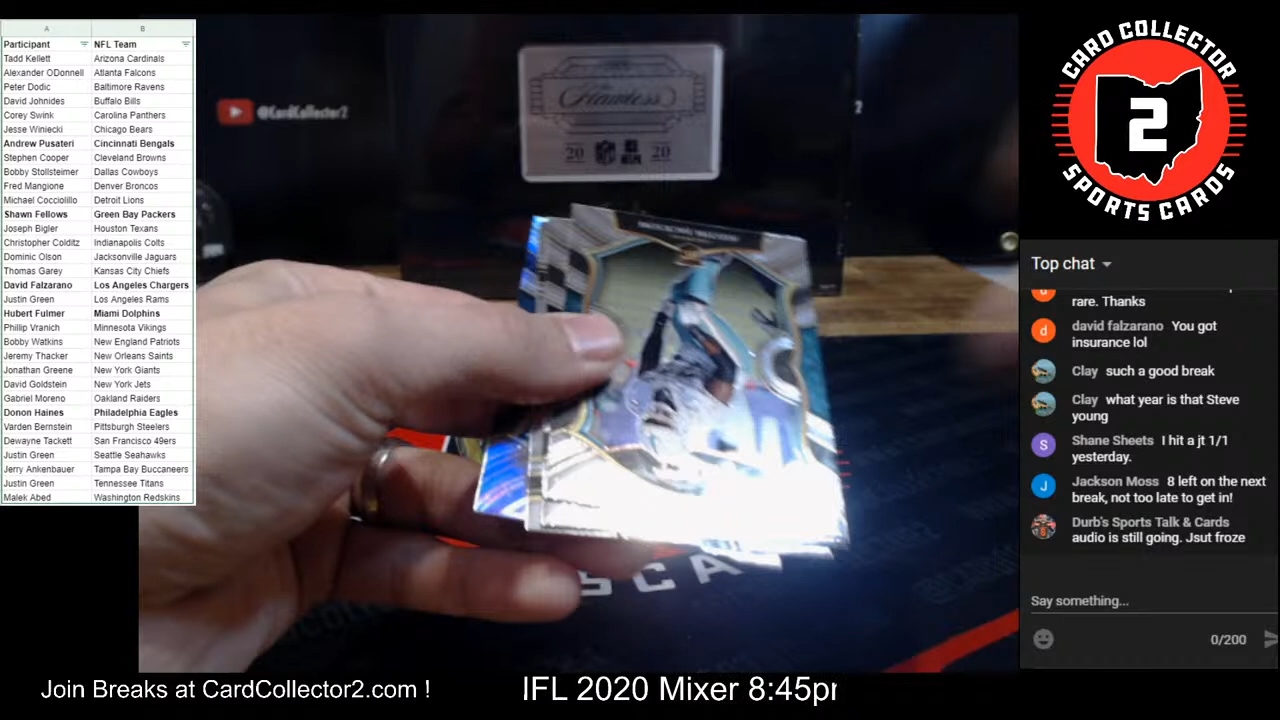 A B
Participant NFL Team
Tadd Kellett Arizona Cardinals
Alexander ODonnell Atlanta Falcons
Peter Dodic Baltimore Ravens
David Johnides Buffalo Bills
Corey Swink Carolina Panthers
Jesse Winiecki Chicago Bears
Andrew Pusateri Cincinnati Bengals
Stephen Cooper Cleveland Browns
Bobby Stollsteimer Dallas Cowboys
Fred Mangione Denver Broncos
Michael Cocciolillo Detroit Lions
Shawn Fellows Green Bay Packers
Joseph Bigler Houston Texans
Christopher Colditz Indianapolis Colts
Dominic Olson Jacksonville Jaguars
Thomas Garey Kansas City Chiefs
David Falzarano Los Angeles Chargers
Justin Green Los Angeles Rams
Hubert Fulmer Miami Dolphins
Phillip Vranich Minnesota Vikings
Bobby Watkins New England Patriots
Jeremy Thacker New Orleans Saints
Jonathan Greene New York Giants
David Goldstein New York Jets
Gabriel Moreno Oakland Raiders
Donon Haines Philadelphia Eagles
Varden Bernstein Pittsburgh Steelers
Dewayne Tackett San Francisco 49ers
Justin Green Seattle Seahawks
Jerry Ankenbauer Tampa Bay Buccaneers
Justin Green Tennessee Titans
Malek Abed Washington Redskins
@CardCollector2
Flawless
20 NFL 20
2
CARD COLLECTOR
2
SPORTS CARDS
Top chat
rare. Thanks
david falzarano You got
insurance lol
Clay such a good break
Clay what year is that Steve
young
Shane Sheets I hit a jt 1/1
yesterday.
Jackson Moss 8 left on the next
break, not too late to get in!
Durb's Sports Talk & Cards
audio is still going. Jsut froze
Say something...
0/200
S CA
Join Breaks at CardCollector2.com !
IFL 2020 Mixer 8:45pr